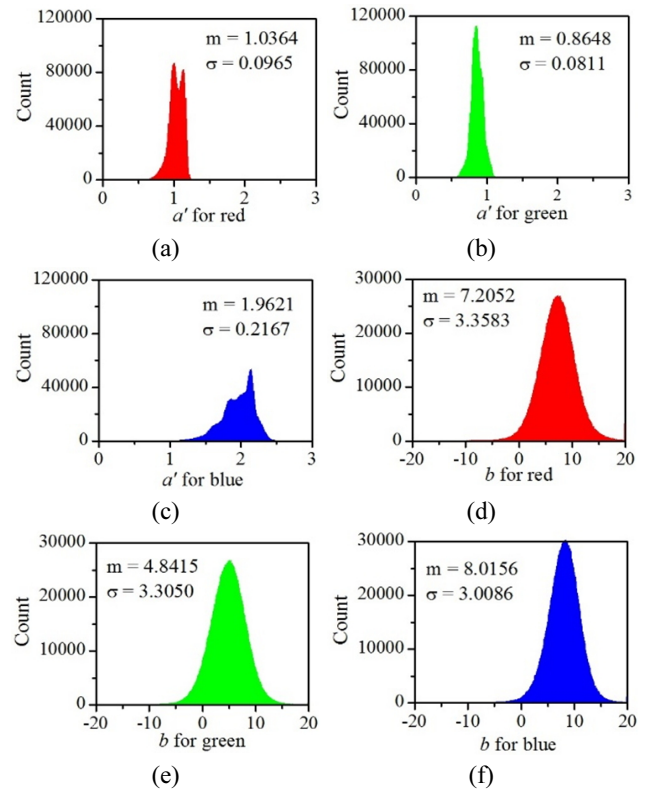 120000
80000
40000
0
Count
m = 1.0364
σ = 0.0965
0 1 2 3
a′ for red
(a)
120000
80000
40000
0
Count
m = 0.8648
σ = 0.0811
0 1 2 3
a′ for green
(b)
120000
80000
40000
0
Count
m = 1.9621
σ = 0.2167
0 1 2 3
a′ for blue
(c)
30000
20000
10000
0
Count
m = 7.2052
σ = 3.3583
-20 -10 0 10 20
b for red
(d)
30000
20000
10000
0
Count
m = 4.8415
σ = 3.3050
-20 -10 0 10 20
b for green
(e)
30000
20000
10000
0
Count
m = 8.0156
σ = 3.0086
-20 -10 0 10 20
b for blue
(f)